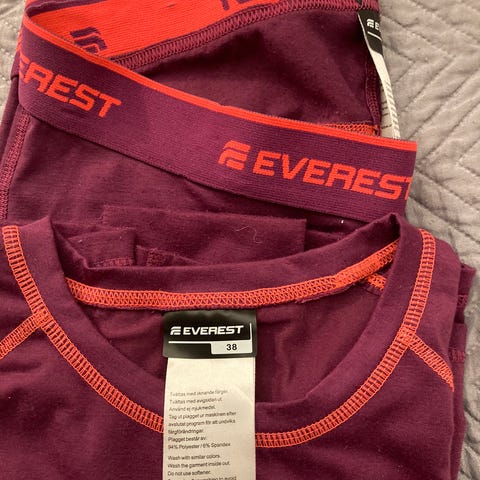 EVEREST
EVEREST
EVEREST
38
Tvättas med liknande färger.
Tvättas med avigsidan ut.
Använd ej mjukmedel.
Tag ut plagget ur maskinen efter
avslutat program för att undvika
färgförändringar.
Plagget består av:
94% Polyester / 6% Spandex
Wash with similar colors.
Wash the garment inside out.
Do not use softener.